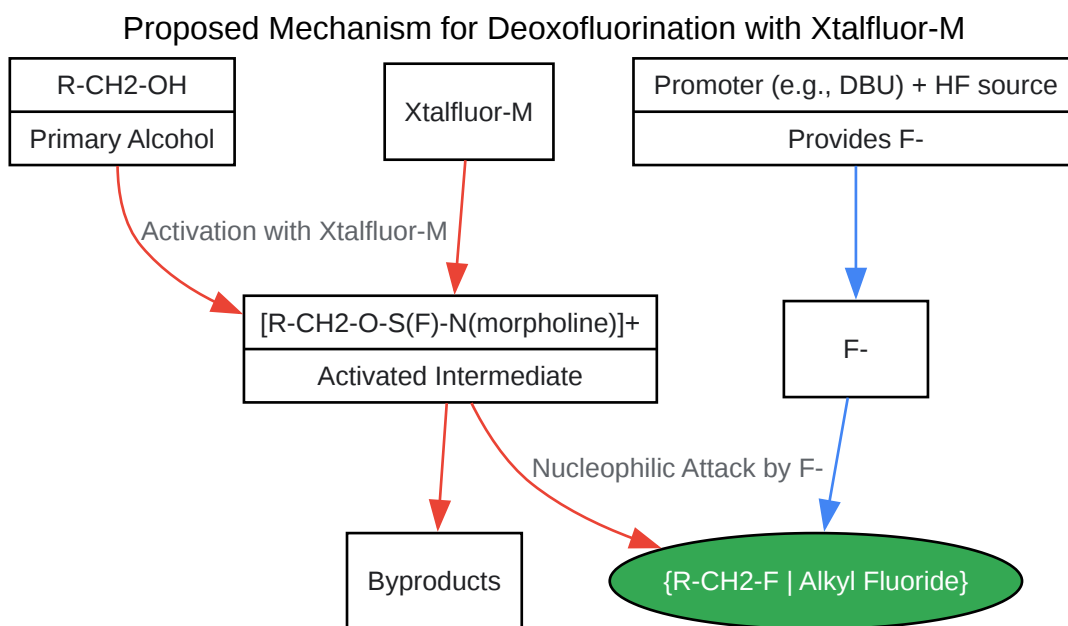 Proposed Mechanism for Deoxofluorination with Xtalfluor-M
R-CH2-OH
Primary Alcohol
Xtalfluor-M
Promoter (e.g., DBU) + HF source
Provides F-
Activation with Xtalfluor-M
[R-CH2-O-S(F)-N(morpholine)]+
Activated Intermediate
F-
Nucleophilic Attack by F-
Byproducts
{R-CH2-F | Alkyl Fluoride}